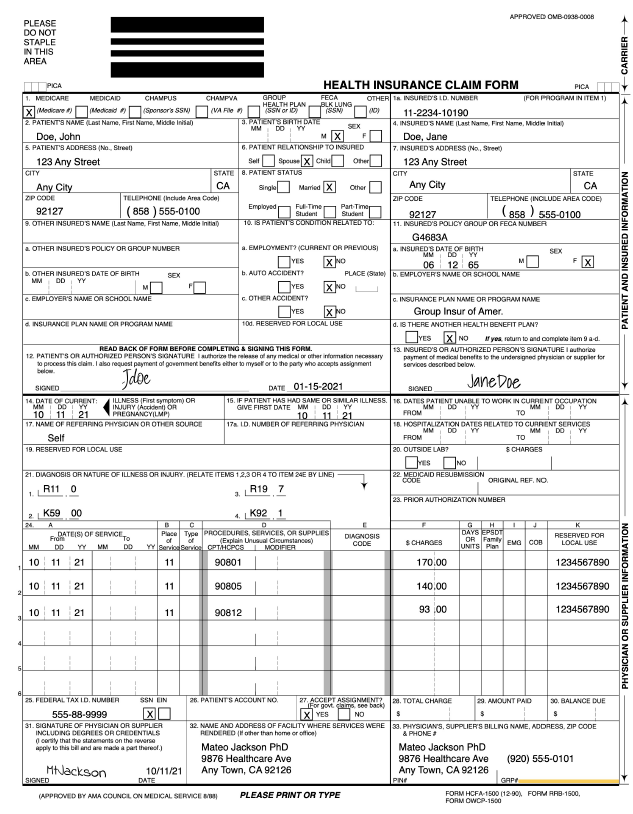 PLEASE
DO NOT
STAPLE
IN THIS
AREA
APPROVED OMB-0938-0008
CARRIER
PICA
HEALTH INSURANCE CLAIM FORM
PICA
1. MEDICARE MEDICAID CHAMPUS CHAMPVA GROUP HEALTH PLAN FECA BLK LUNG OTHER
X (Medicare #) (Medicaid #) (Sponsor's SSN) (VA File #) (SSN or ID) (SSN) (ID)
1a. INSURED'S I.D. NUMBER (FOR PROGRAM IN ITEM 1)
11-2234-10190
2. PATIENT'S NAME (Last Name, First Name, Middle Initial)
Doe, John
3. PATIENT'S BIRTH DATE
MM DD YY SEX
M X F
4. INSURED'S NAME (Last Name, First Name, Middle Initial)
Doe, Jane
5. PATIENT'S ADDRESS (No., Street)
123 Any Street
6. PATIENT RELATIONSHIP TO INSURED
Self Spouse X Child Other
7. INSURED'S ADDRESS (No., Street)
123 Any Street
CITY STATE
Any City CA
8. PATIENT STATUS
Single Married X Other
CITY STATE
Any City CA
ZIP CODE TELEPHONE (Include Area Code)
92127 (858) 555-0100
Employed Full-Time Student Part-Time Student
ZIP CODE TELEPHONE (INCLUDE AREA CODE)
92127 (858) 555-0100
9. OTHER INSURED'S NAME (Last Name, First Name, Middle Initial)
10. IS PATIENT'S CONDITION RELATED TO:
11. INSURED'S POLICY GROUP OR FECA NUMBER
G4683A
a. OTHER INSURED'S POLICY OR GROUP NUMBER
a. EMPLOYMENT? (CURRENT OR PREVIOUS)
YES X NO
a. INSURED'S DATE OF BIRTH SEX
MM DD YY
06 12 65 M F X
b. OTHER INSURED'S DATE OF BIRTH SEX
MM DD YY M F
b. AUTO ACCIDENT? PLACE (State)
YES X NO
b. EMPLOYER'S NAME OR SCHOOL NAME
c. EMPLOYER'S NAME OR SCHOOL NAME
c. OTHER ACCIDENT?
YES X NO
c. INSURANCE PLAN NAME OR PROGRAM NAME
Group Insur of Amer.
d. INSURANCE PLAN NAME OR PROGRAM NAME
10d. RESERVED FOR LOCAL USE
d. IS THERE ANOTHER HEALTH BENEFIT PLAN?
YES X NO If yes, return to and complete item 9 a-d.
READ BACK OF FORM BEFORE COMPLETING & SIGNING THIS FORM.
12. PATIENT'S OR AUTHORIZED PERSON'S SIGNATURE I authorize the release of any medical or other information necessary
to process this claim. I also request payment of government benefits either to myself or to the party who accepts assignment
below.
SIGNED Jdoe DATE 01-15-2021
13. INSURED'S OR AUTHORIZED PERSON'S SIGNATURE I authorize
payment of medical benefits to the undersigned physician or supplier for
services described below.
SIGNED Jane Doe
PATIENT AND INSURED INFORMATION
14. DATE OF CURRENT: ILLNESS (First symptom) OR
MM DD YY INJURY (Accident) OR
10 11 21 PREGNANCY(LMP)
15. IF PATIENT HAS HAD SAME OR SIMILAR ILLNESS.
GIVE FIRST DATE MM DD YY
10 11 21
16. DATES PATIENT UNABLE TO WORK IN CURRENT OCCUPATION
MM DD YY MM DD YY
FROM TO
17. NAME OF REFERRING PHYSICIAN OR OTHER SOURCE
Self
17a. I.D. NUMBER OF REFERRING PHYSICIAN
18. HOSPITALIZATION DATES RELATED TO CURRENT SERVICES
MM DD YY MM DD YY
FROM TO
19. RESERVED FOR LOCAL USE
20. OUTSIDE LAB? $ CHARGES
YES NO
21. DIAGNOSIS OR NATURE OF ILLNESS OR INJURY. (RELATE ITEMS 1,2,3 OR 4 TO ITEM 24E BY LINE)
1. R11 . 0
3. R19 . 7
2. K59 . 00
4. K92 . 1
22. MEDICAID RESUBMISSION
CODE ORIGINAL REF. NO.
23. PRIOR AUTHORIZATION NUMBER
24. A B C D E F G H I J K
DATE(S) OF SERVICE
From To
MM DD YY MM DD YY
Place of Service
Type of Service
PROCEDURES, SERVICES, OR SUPPLIES
(Explain Unusual Circumstances)
CPT/HCPCS MODIFIER
DIAGNOSIS CODE
$ CHARGES
DAYS OR UNITS
EPSDT Family Plan
EMG
COB
RESERVED FOR LOCAL USE
1 10 11 21 11 90801 170.00 1234567890
2 10 11 21 11 90805 140.00 1234567890
3 10 11 21 11 90812 93.00 1234567890
4
5
6
25. FEDERAL TAX I.D. NUMBER SSN EIN
555-88-9999 X
26. PATIENT'S ACCOUNT NO.
27. ACCEPT ASSIGNMENT?
(For govt. claims, see back)
X YES NO
28. TOTAL CHARGE
$
29. AMOUNT PAID
$
30. BALANCE DUE
$
31. SIGNATURE OF PHYSICIAN OR SUPPLIER
INCLUDING DEGREES OR CREDENTIALS
(I certify that the statements on the reverse
apply to this bill and are made a part thereof.)
MtJackson 10/11/21
SIGNED DATE
32. NAME AND ADDRESS OF FACILITY WHERE SERVICES WERE
RENDERED (If other than home or office)
Mateo Jackson PhD
9876 Healthcare Ave
Any Town, CA 92126
33. PHYSICIAN'S, SUPPLIER'S BILLING NAME, ADDRESS, ZIP CODE
& PHONE #
Mateo Jackson PhD
9876 Healthcare Ave (920) 555-0101
Any Town, CA 92126
PIN# GRP#
PHYSICIAN OR SUPPLIER INFORMATION
(APPROVED BY AMA COUNCIL ON MEDICAL SERVICE 8/88)
PLEASE PRINT OR TYPE
FORM HCFA-1500 (12-90), FORM RRB-1500,
FORM OWCP-1500